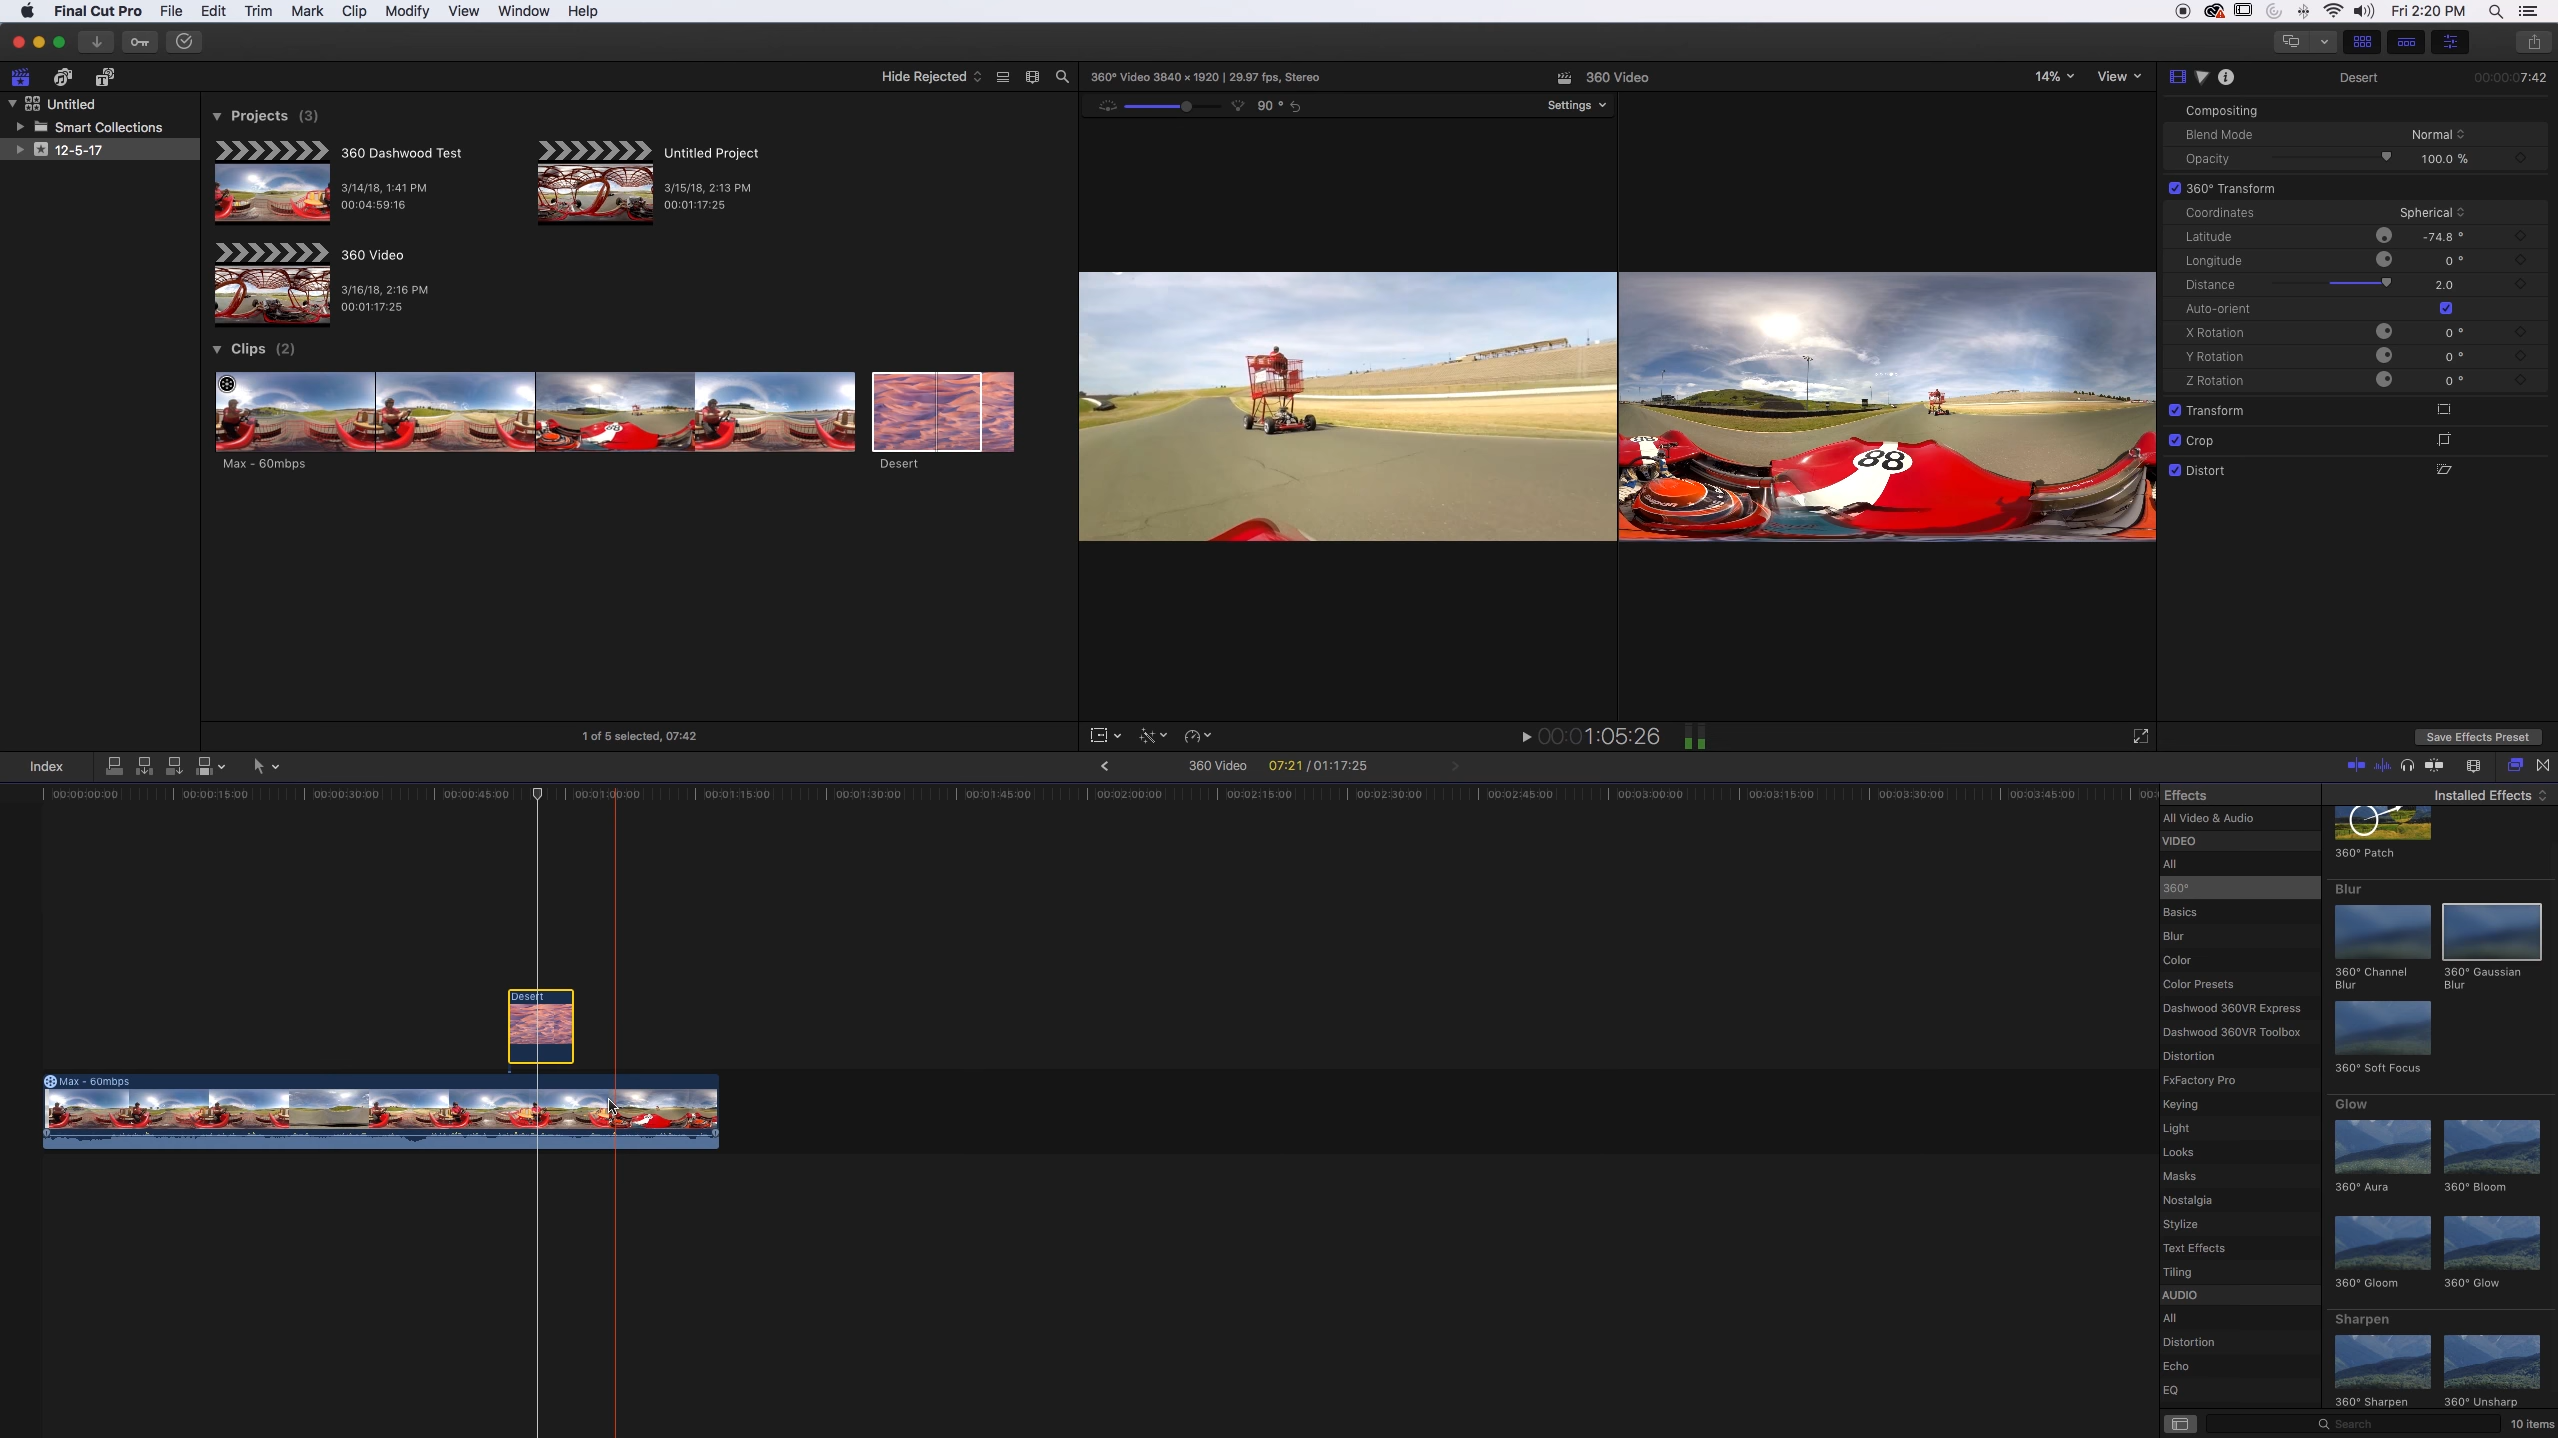 Final Cut Pro File Edit Trim Mark Clip Modify View Window Help
Fri 2:20 PM
Hide Rejected
360° Video 3840 × 1920 | 29.97 fps, Stereo
360 Video
14%
View
Desert
00:00:07:42
Untitled
Smart Collections
12-5-17
Projects (3)
360 Dashwood Test
3/14/18, 1:41 PM
00:04:59:16
Untitled Project
3/15/18, 2:13 PM
00:01:17:25
360 Video
3/16/18, 2:16 PM
00:01:17:25
Clips (2)
Max - 60mbps
Desert
1 of 5 selected, 07:42
90 °
Settings
88
00:01:05:26
Compositing
Blend Mode Normal
Opacity 100.0 %
360° Transform
Coordinates Spherical
Latitude -74.8 °
Longitude 0 °
Distance 2.0
Auto-orient
X Rotation 0 °
Y Rotation 0 °
Z Rotation 0 °
Transform
Crop
Distort
Save Effects Preset
Index
360 Video 07:21 / 01:17:25
00:00:00:00 00:00:15:00 00:00:30:00 00:00:45:00 00:01:00:00 00:01:15:00 00:01:30:00 00:01:45:00 00:02:00:00 00:02:15:00 00:02:30:00 00:02:45:00 00:03:00:00 00:03:15:00 00:03:30:00 00:03:45:00 00:
Desert
Max - 60mbps
Effects
Installed Effects
All Video & Audio
VIDEO
All
360°
Basics
Blur
Color
Color Presets
Dashwood 360VR Express
Dashwood 360VR Toolbox
Distortion
FxFactory Pro
Keying
Light
Looks
Masks
Nostalgia
Stylize
Text Effects
Tiling
AUDIO
All
Distortion
Echo
EQ
360° Patch
Blur
360° Channel Blur
360° Gaussian Blur
360° Soft Focus
Glow
360° Aura
360° Bloom
360° Gloom
360° Glow
Sharpen
360° Sharpen
360° Unsharp
Search
10 items